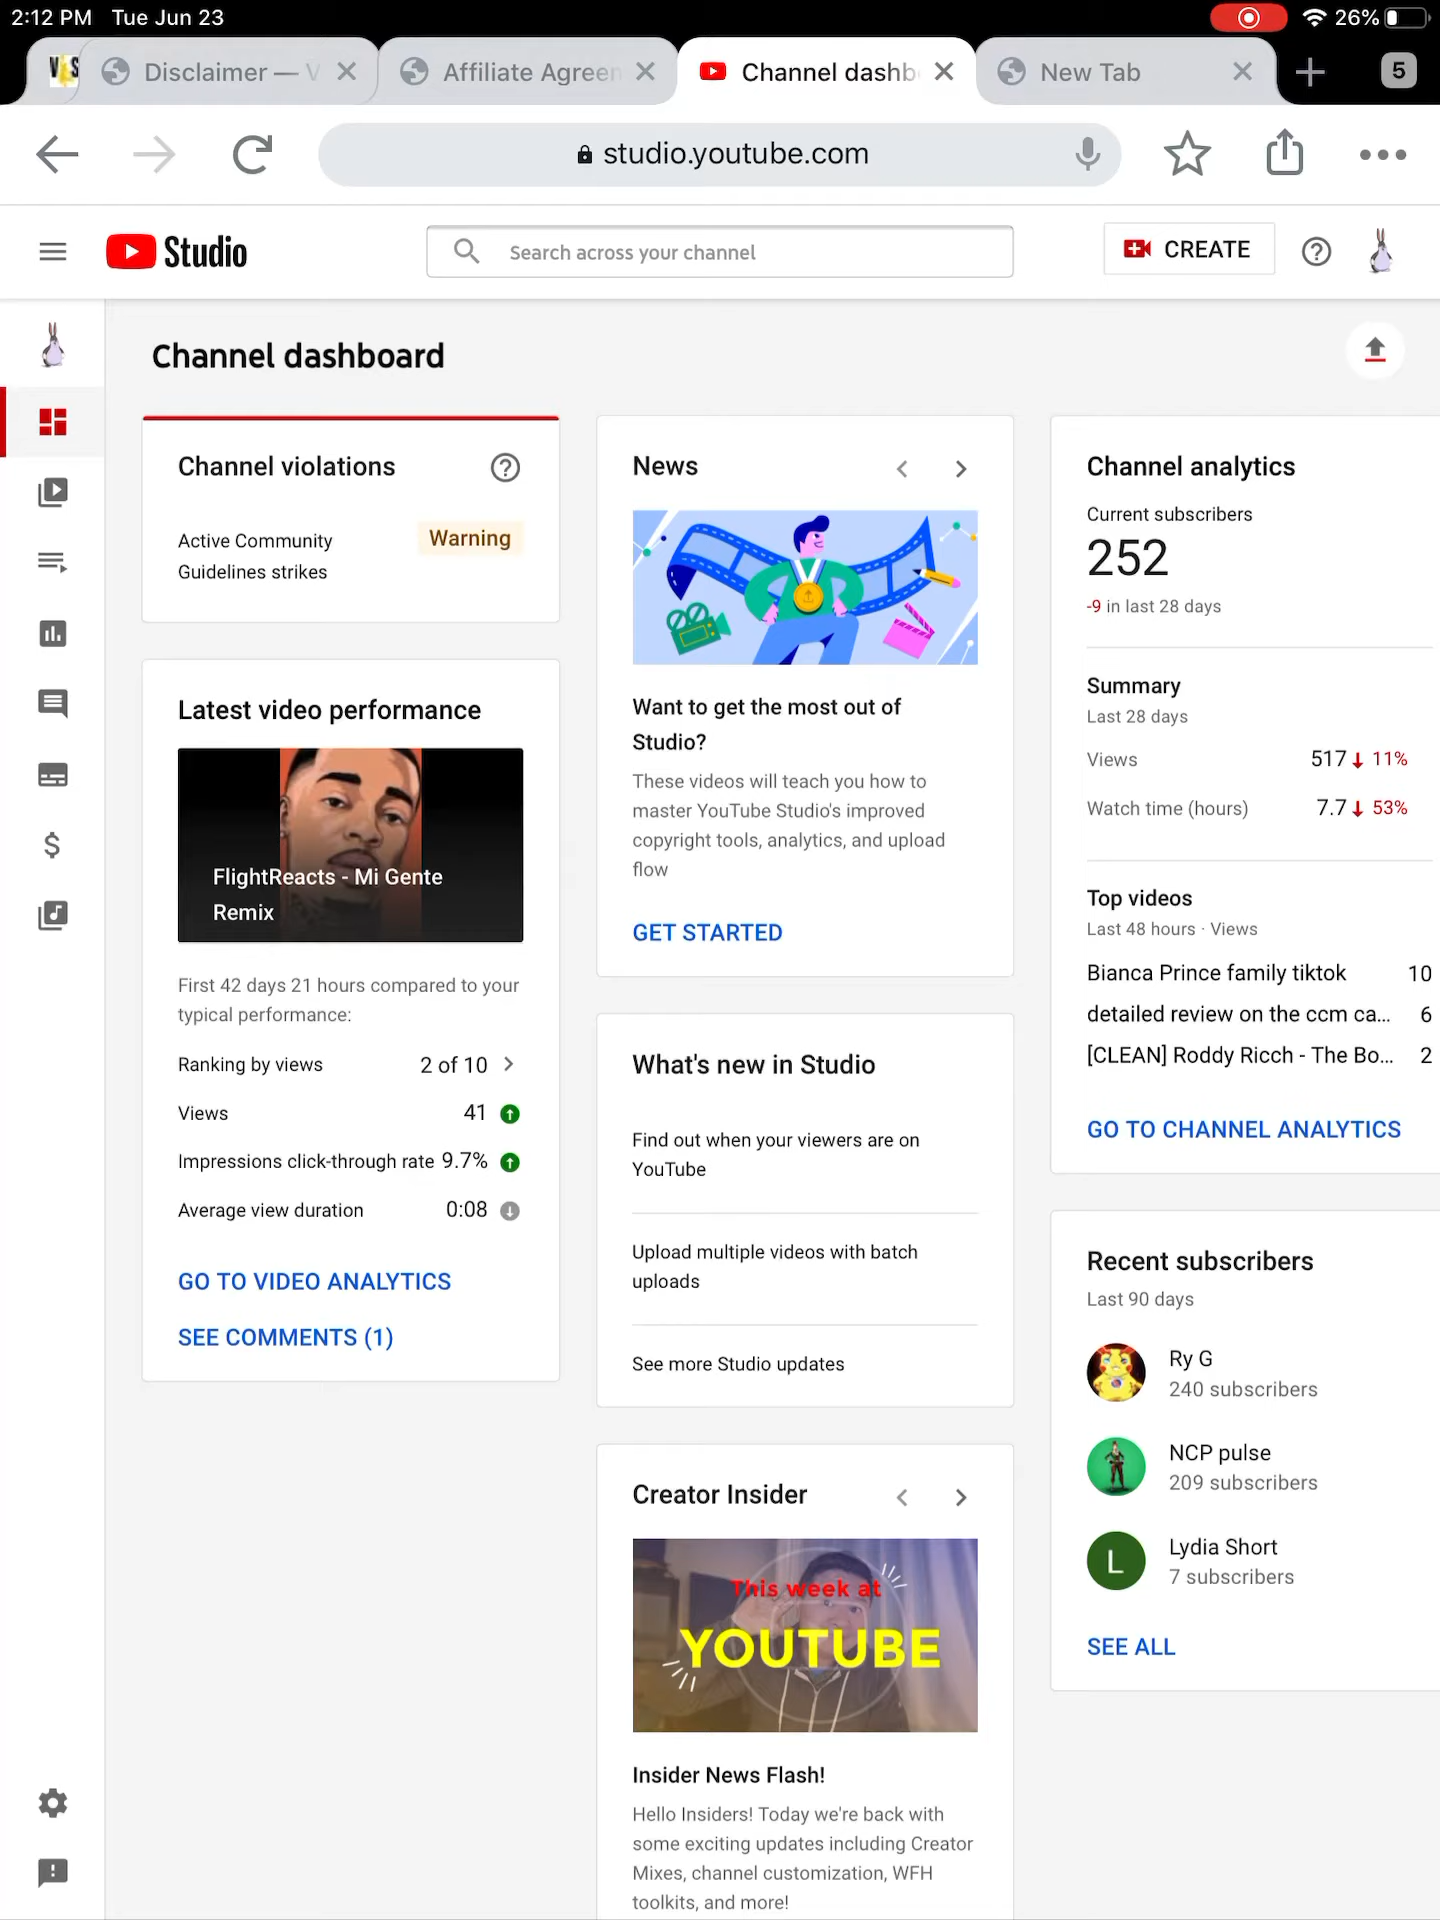 2:12 PM Tue Jun 23
26%
Disclaimer — V
Affiliate Agreen
Channel dashb
New Tab
5
studio.youtube.com
Studio
Search across your channel
CREATE
Channel dashboard
Channel violations
Active Community
Guidelines strikes
Warning
Latest video performance
FlightReacts - Mi Gente
Remix
First 42 days 21 hours compared to your
typical performance:
Ranking by views 2 of 10
Views 41
Impressions click-through rate 9.7%
Average view duration 0:08
GO TO VIDEO ANALYTICS
SEE COMMENTS (1)
News
Want to get the most out of
Studio?
These videos will teach you how to
master YouTube Studio's improved
copyright tools, analytics, and upload
flow
GET STARTED
What's new in Studio
Find out when your viewers are on
YouTube
Upload multiple videos with batch
uploads
See more Studio updates
Creator Insider
This week at
YOUTUBE
Insider News Flash!
Hello Insiders! Today we're back with
some exciting updates including Creator
Mixes, channel customization, WFH
toolkits, and more!
Channel analytics
Current subscribers
252
-9 in last 28 days
Summary
Last 28 days
Views 517 11%
Watch time (hours) 7.7 53%
Top videos
Last 48 hours · Views
Bianca Prince family tiktok 10
detailed review on the ccm ca... 6
[CLEAN] Roddy Ricch - The Bo... 2
GO TO CHANNEL ANALYTICS
Recent subscribers
Last 90 days
Ry G
240 subscribers
NCP pulse
209 subscribers
L
Lydia Short
7 subscribers
SEE ALL